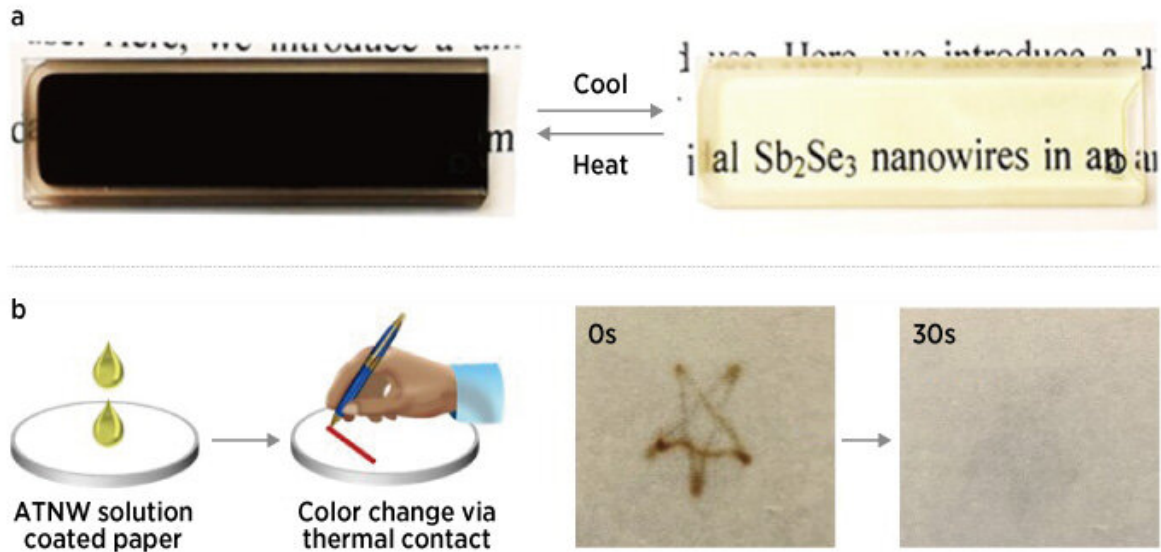 a
Here, we introduce a
Cool
Heat
d use. Here, we introduce a u
al Sb₂Se₃ nanowires in an a
b
0s
30s
ATNW solution
coated paper
Color change via
thermal contact